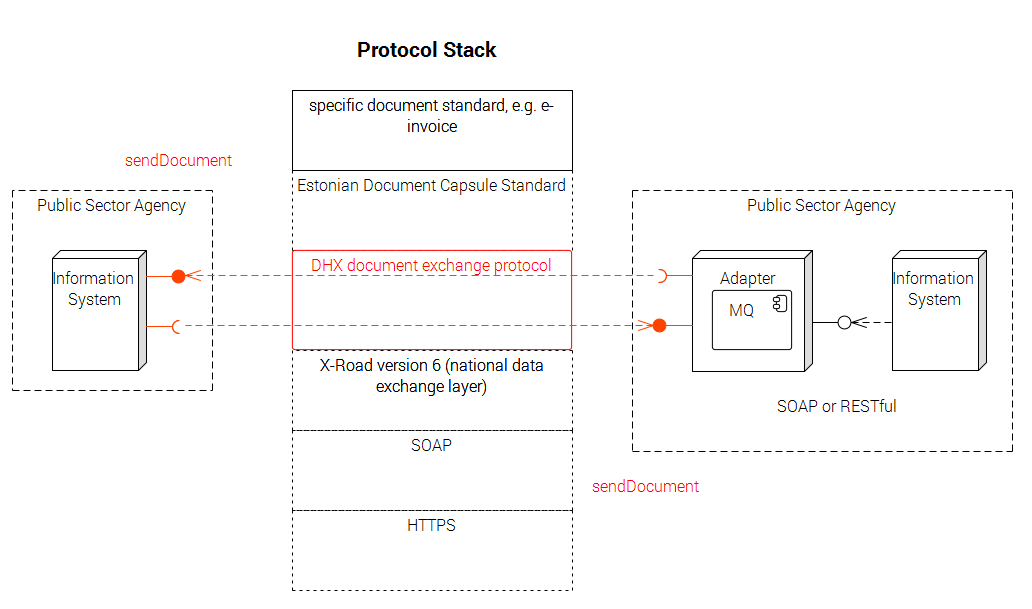 Protocol Stack
specific document standard, e.g. e-
invoice
sendDocument
Estonian Document Capsule Standard
Public Sector Agency
Public Sector Agency
DHX document exchange protocol
Information
System
Adapter
MQ
Information
System
X-Road version 6 (national data
exchange layer)
SOAP or RESTful
SOAP
sendDocument
HTTPS